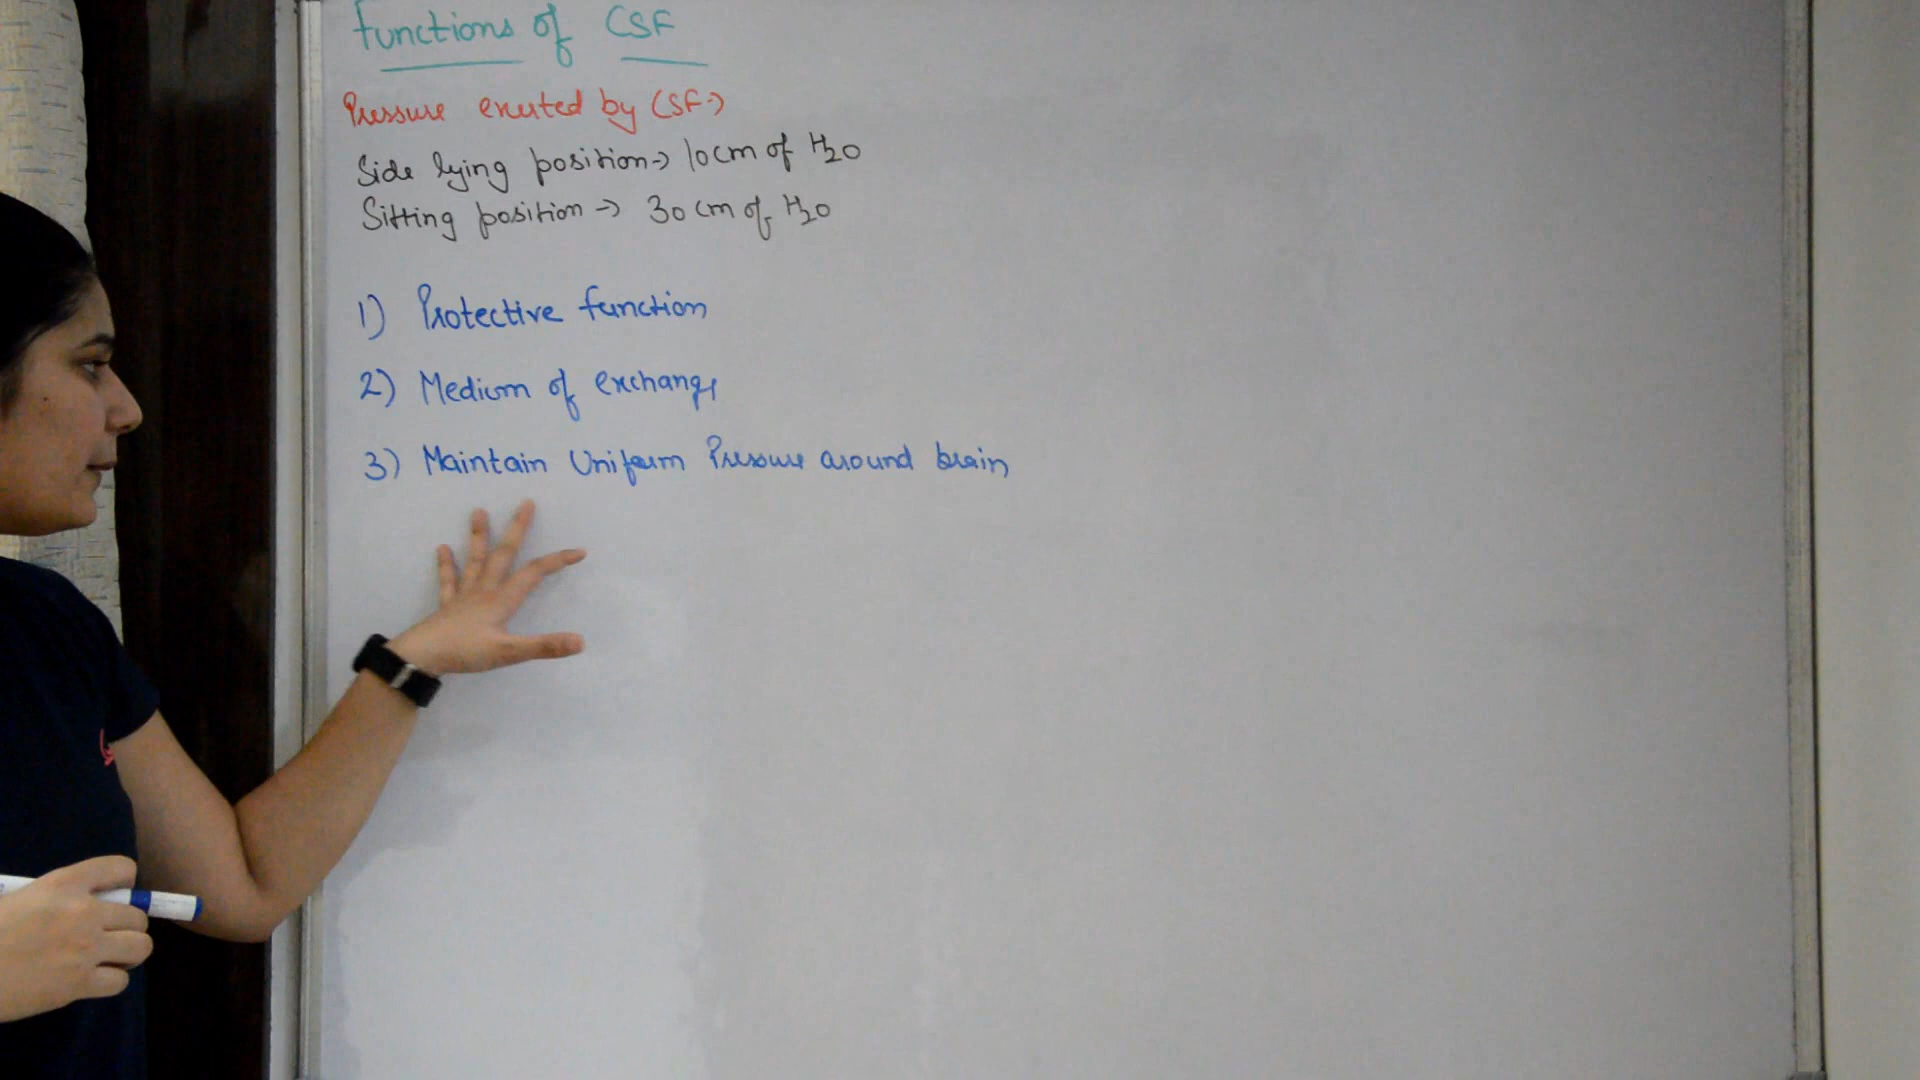 Functions of CSF
Pressure exerted by CSF→
Side lying position→ 10cm of H2O
Sitting position → 30 cm of H2O
1) Protective function
2) Medium of exchange
3) Maintain Uniform Pressure around brain